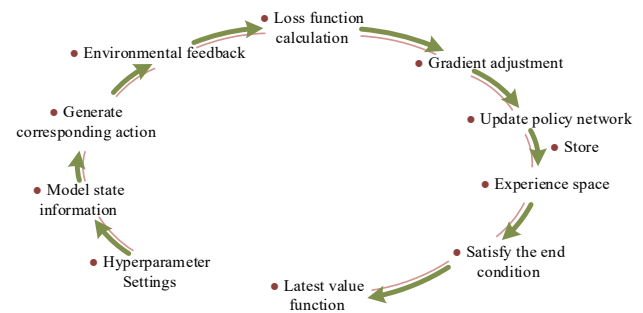 ● Loss function
calculation
● Environmental feedback
● Gradient adjustment
● Generate
corresponding action
● Update policy network
● Store
● Model state
information
● Experience space
● Hyperparameter
Settings
● Satisfy the end
condition
● Latest value
function